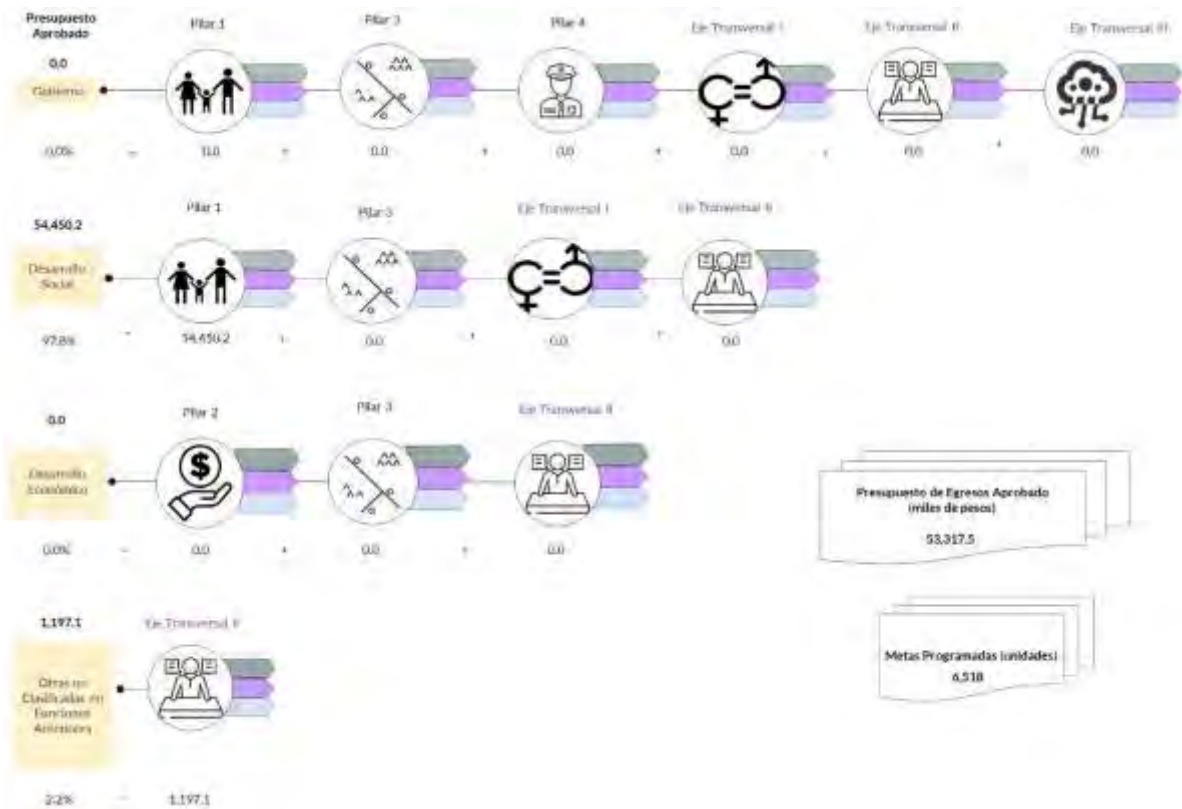 Presupuesto
Aprobado
Pilar 1
Pilar 3
Pilar 4
Eje Transversal I
Eje Transversal II
Eje Transversal III
0.0
Gobierno
0.0%
=
0.0
+
0.0
+
0.0
+
0.0
+
0.0
+
0.0
54,450.2
Pilar 1
Pilar 3
Eje Transversal I
Eje Transversal II
Desarrollo
Social
97.8%
=
54,450.2
+
0.0
+
0.0
+
0.0
0.0
Pilar 2
Pilar 3
Eje Transversal II
Desarrollo
Económico
0.0%
=
0.0
+
0.0
+
0.0
Presupuesto de Egresos Aprobado
(miles de pesos)
53,317.5
Metas Programadas (unidades)
6,518
1,197.1
Eje Transversal II
Otras no
Clasificadas en
Funciones
Anteriores
2.2%
=
1,197.1